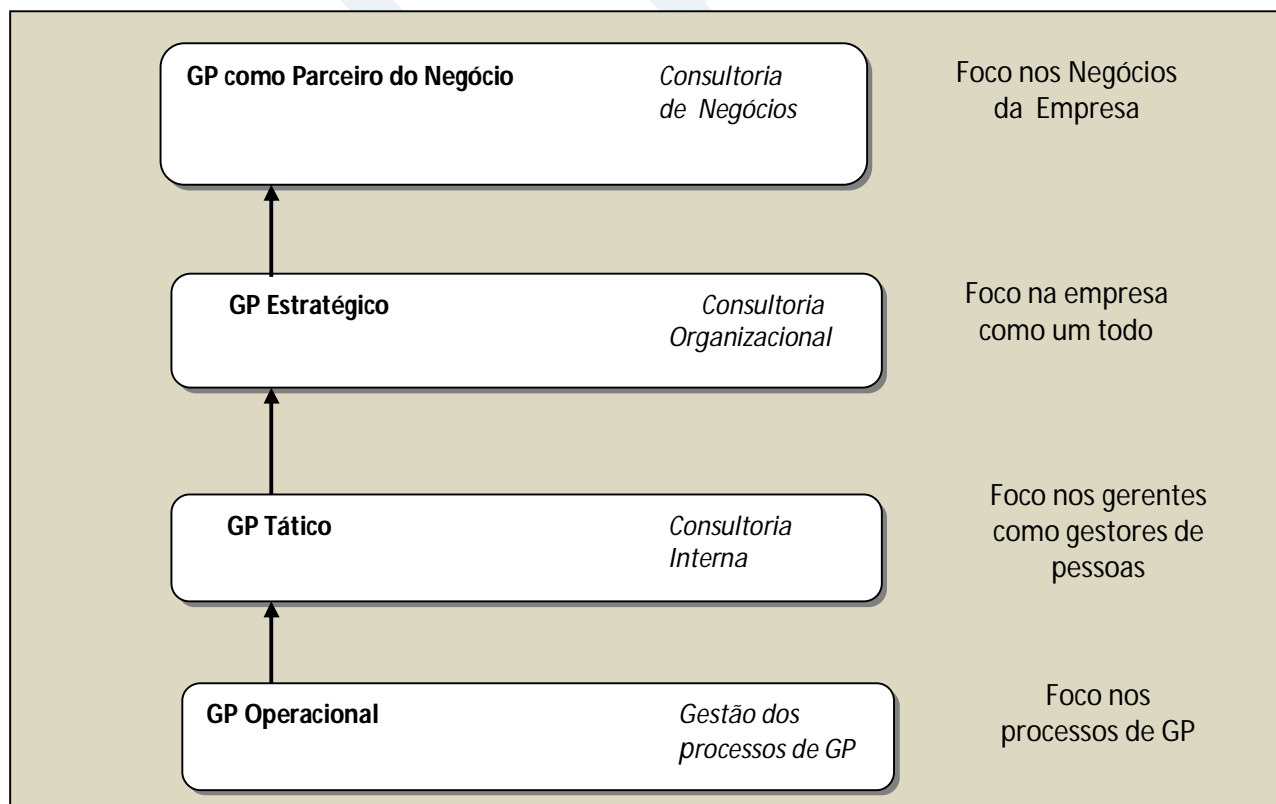 GP como Parceiro do Negócio
Consultoria
de Negócios
Foco nos Negócios
da Empresa
GP Estratégico
Consultoria
Organizacional
Foco na empresa
como um todo
GP Tático
Consultoria
Interna
Foco nos gerentes
como gestores de
pessoas
GP Operacional
Gestão dos
processos de GP
Foco nos
processos de GP